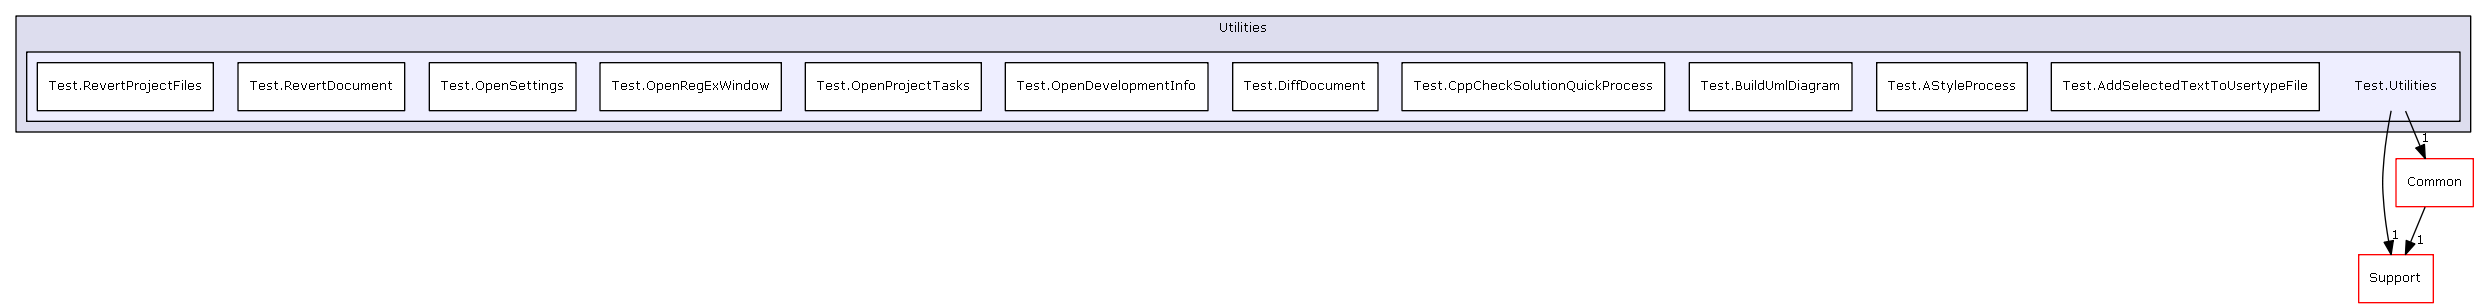 Utilities
Test.RevertProjectFiles
Test.RevertDocument
Test.OpenSettings
Test.OpenRegExWindow
Test.OpenProjectTasks
Test.OpenDevelopmentInfo
Test.DiffDocument
Test.CppCheckSolutionQuickProcess
Test.BuildUmlDiagram
Test.AStyleProcess
Test.AddSelectedTextToUsertypeFile
Test.Utilities
1
Common
1
1
Support